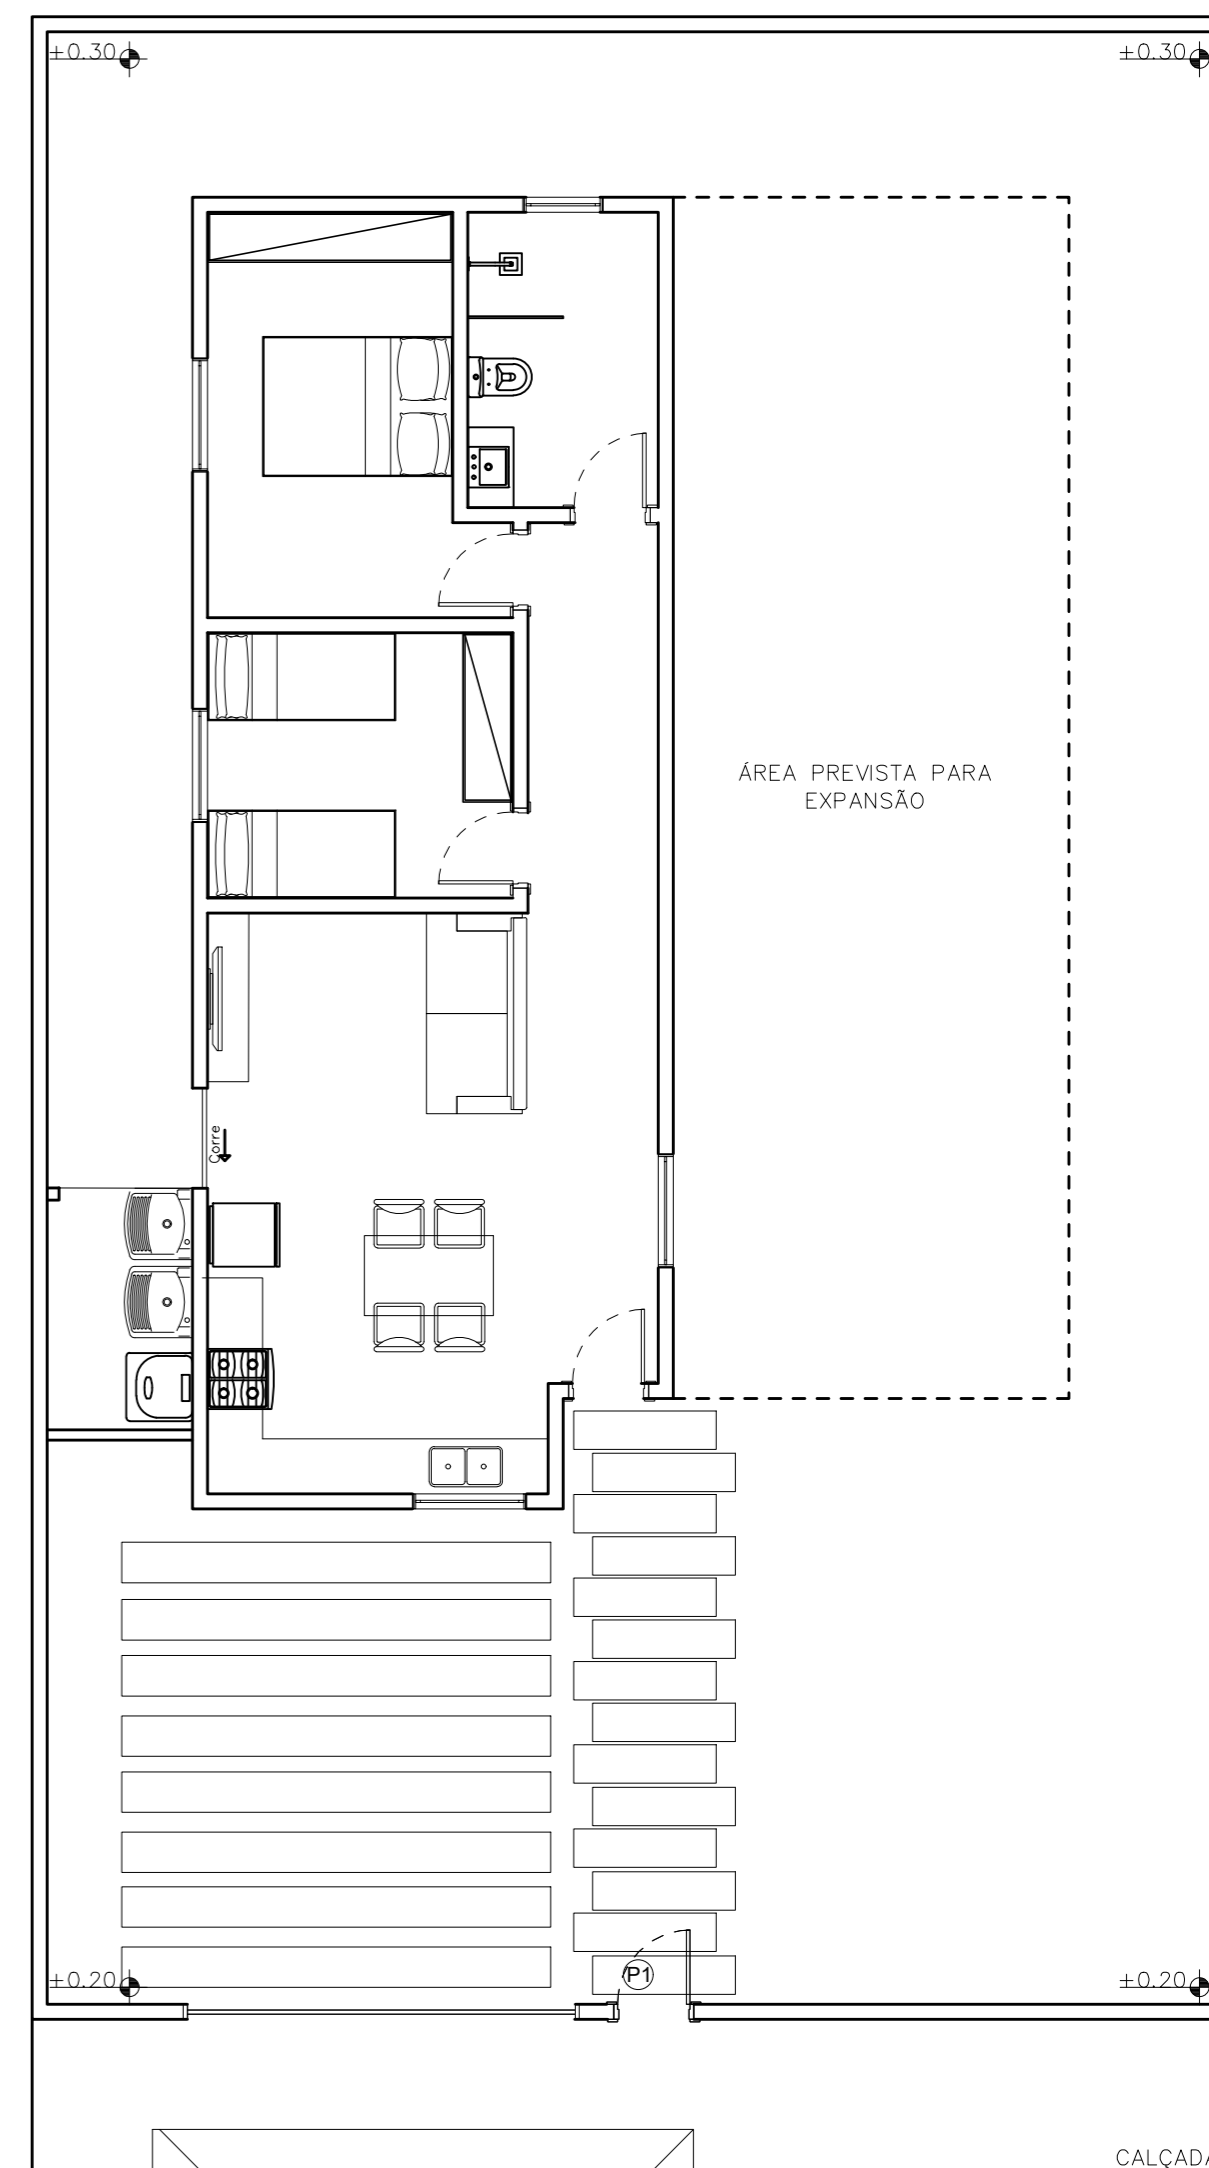 ±0.30
±0.30
ÁREA PREVISTA PARA
EXPANSÃO
Corre
±0.20
P1
±0.20
CALÇADA